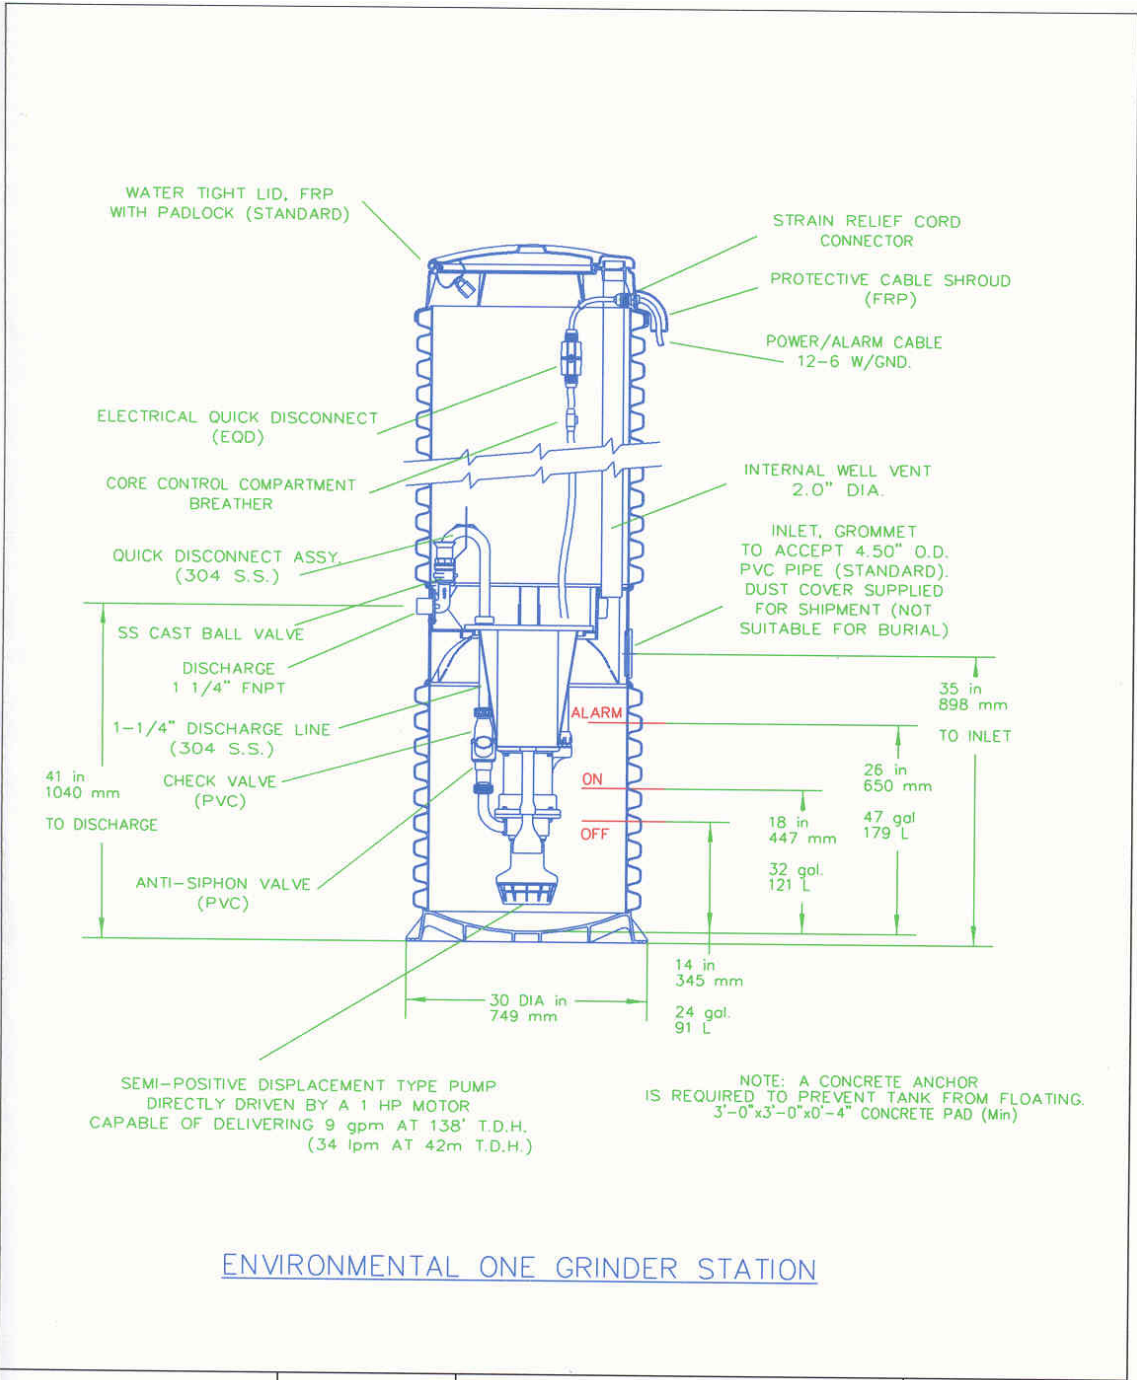 WATER TIGHT LID, FRP
WITH PADLOCK (STANDARD)
STRAIN RELIEF CORD
CONNECTOR
PROTECTIVE CABLE SHROUD
(FRP)
POWER/ALARM CABLE
12-6 W/GND.
ELECTRICAL QUICK DISCONNECT
(EQD)
CORE CONTROL COMPARTMENT
BREATHER
INTERNAL WELL VENT
2.0" DIA.
QUICK DISCONNECT ASSY.
(304 S.S.)
INLET, GROMMET
TO ACCEPT 4.50" O.D.
PVC PIPE (STANDARD).
DUST COVER SUPPLIED
FOR SHIPMENT (NOT
SUITABLE FOR BURIAL)
SS CAST BALL VALVE
DISCHARGE
1 1/4" FNPT
1-1/4" DISCHARGE LINE
(304 S.S.)
CHECK VALVE
(PVC)
41 in
1040 mm
TO DISCHARGE
ANTI-SIPHON VALVE
(PVC)
ALARM
ON
OFF
35 in
898 mm
TO INLET
26 in
650 mm
47 gal
179 L
18 in
447 mm
32 gal.
121 L
14 in
345 mm
24 gal.
91 L
30 DIA in
749 mm
SEMI-POSITIVE DISPLACEMENT TYPE PUMP
DIRECTLY DRIVEN BY A 1 HP MOTOR
CAPABLE OF DELIVERING 9 gpm AT 138' T.D.H.
(34 lpm AT 42m T.D.H.)
NOTE: A CONCRETE ANCHOR
IS REQUIRED TO PREVENT TANK FROM FLOATING.
3'-0"x3'-0"x0'-4" CONCRETE PAD (Min)
ENVIRONMENTAL ONE GRINDER STATION